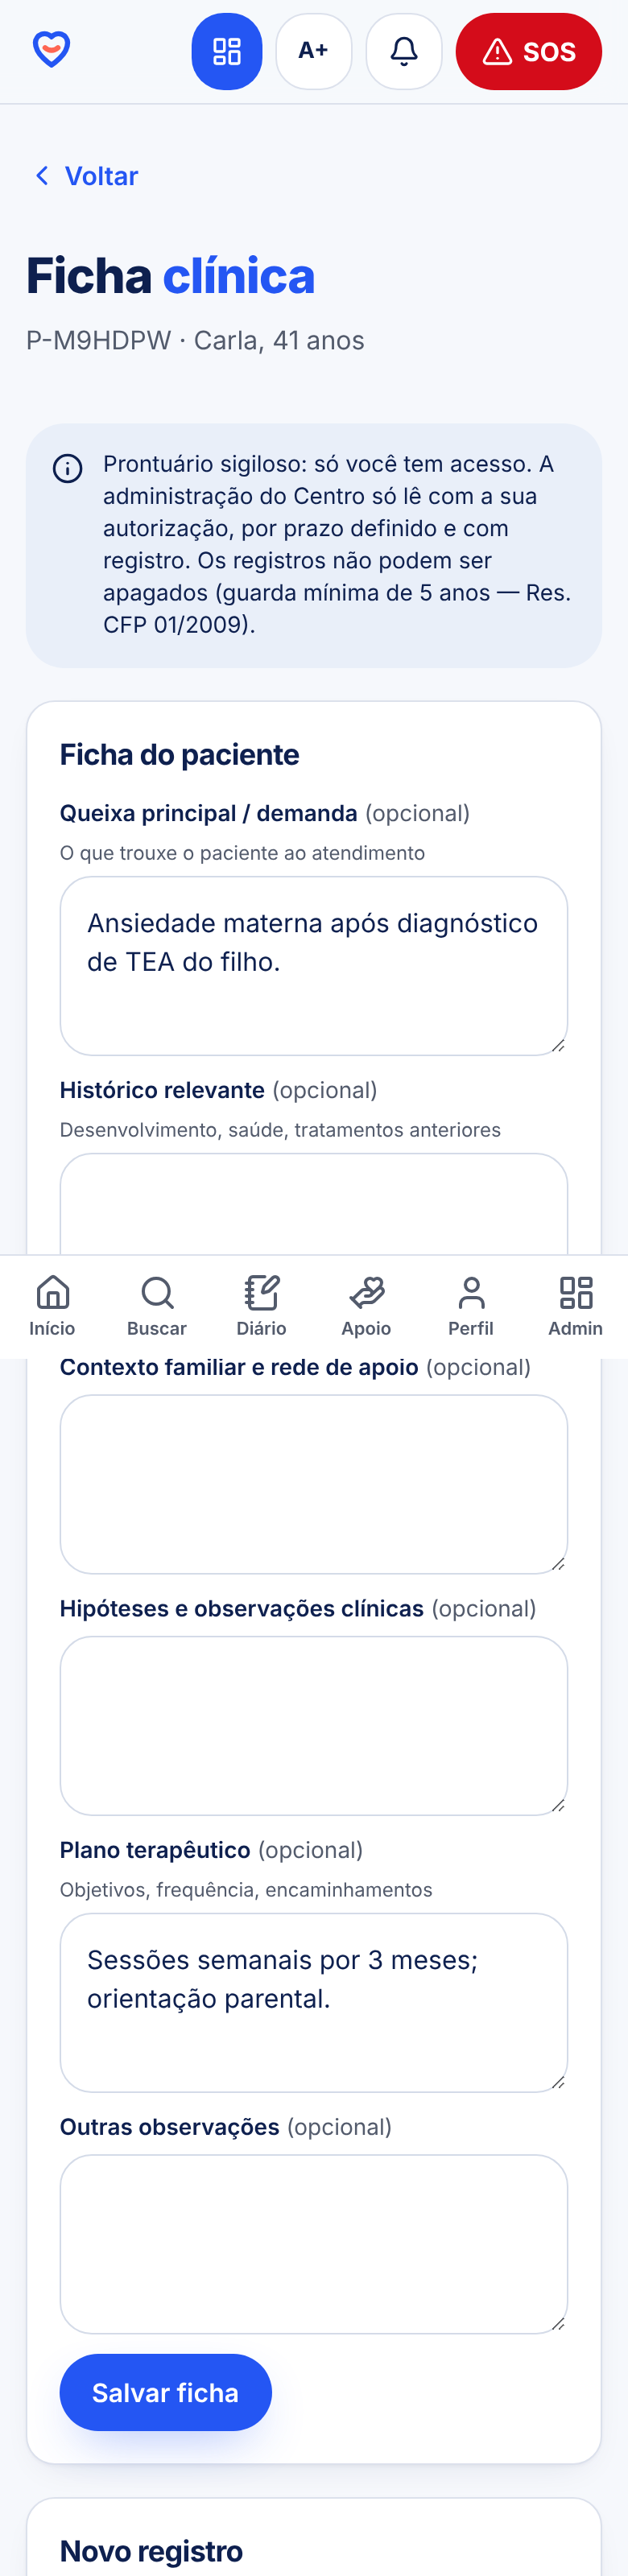 A+
SOS
Voltar
Ficha clínica
P-M9HDPW · Carla, 41 anos
Prontuário sigiloso: só você tem acesso. A
administração do Centro só lê com a sua
autorização, por prazo definido e com
registro. Os registros não podem ser
apagados (guarda mínima de 5 anos — Res.
CFP 01/2009).
Ficha do paciente
Queixa principal / demanda (opcional)
O que trouxe o paciente ao atendimento
Ansiedade materna após diagnóstico
de TEA do filho.
Histórico relevante (opcional)
Desenvolvimento, saúde, tratamentos anteriores
Início Buscar Diário Apoio Perfil Admin
Contexto familiar e rede de apoio (opcional)
Hipóteses e observações clínicas (opcional)
Plano terapêutico (opcional)
Objetivos, frequência, encaminhamentos
Sessões semanais por 3 meses;
orientação parental.
Outras observações (opcional)
Salvar ficha
Novo registro